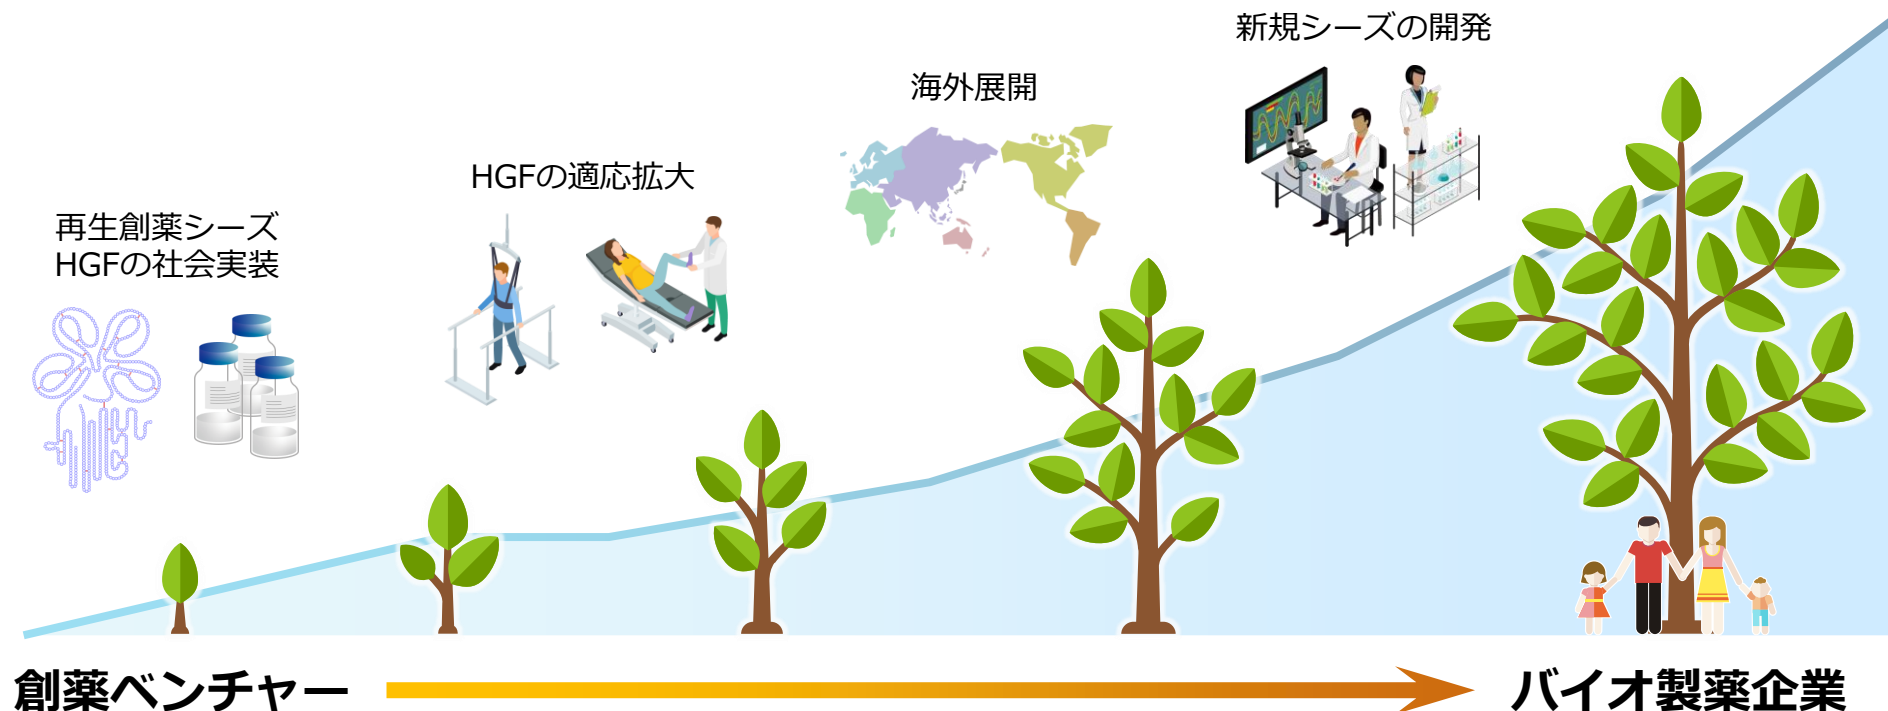 再生創薬シーズ
HGFの社会実装
HGFの適応拡大
海外展開
新規シーズの開発
創薬ベンチャー
バイオ製薬企業